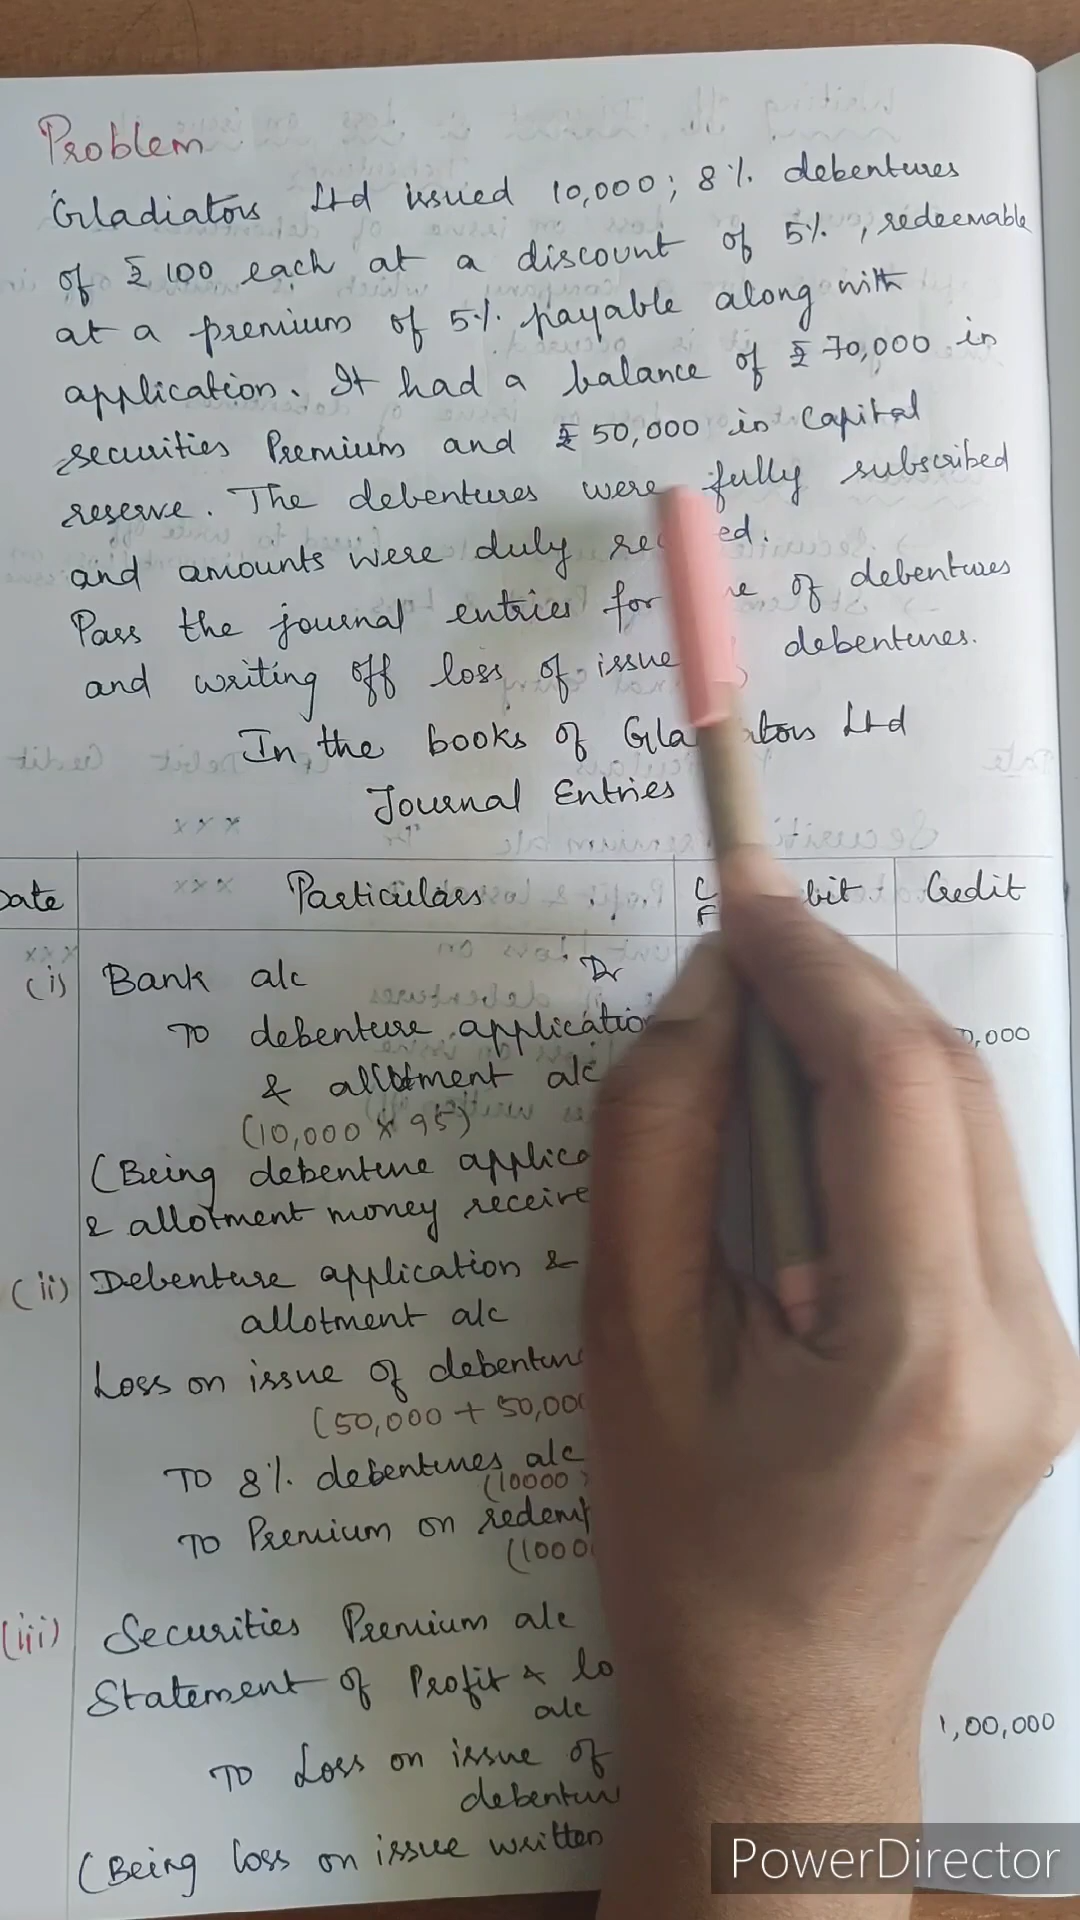 Problem
Gladiators Ltd issued 10,000; 8% debentures
of ₹ 100 each at a discount of 5%, redeemable
at a premium of 5% payable along with
application. It had a balance of ₹ 70,000 in
securities Premium and ₹ 50,000 in Capital
reserve. The debentures were fully subscribed
and amounts were duly re ed.
Pass the journal entries for e of debentures
and writing off loss of issue debentures.
In the books of Gla ators Ltd
Journal Entries
Date Particulars bit Credit
(i) Bank a/c Dr
To debenture application 0,000
& allotment a/c
(10,000 x 95)
(Being debenture applica
& allotment money receive
(ii) Debenture application &
allotment a/c
Loss on issue of debentur
(50,000 + 50,000
To 8% debentures a/c
(10000
To Premium on redemp
(1000
(iii) Securities Premium a/c
Statement of Profit & lo
a/c
1,00,000
To Loss on issue of
debentur
(Being loss on issue written
PowerDirector